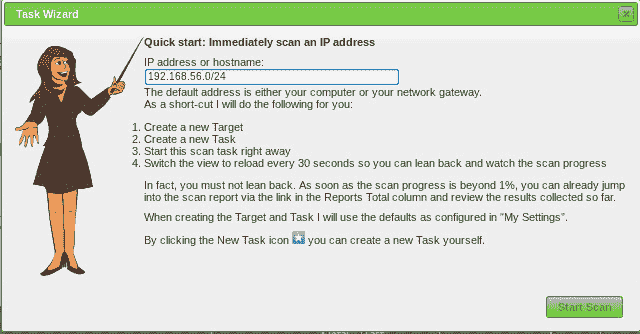 Task Wizard
Quick start: Immediately scan an IP address
IP address or hostname:
192.168.56.0/24
The default address is either your computer or your network gateway.
As a short-cut I will do the following for you:
1. Create a new Target
2. Create a new Task
3. Start this scan task right away
4. Switch the view to reload every 30 seconds so you can lean back and watch the scan progress
In fact, you must not lean back. As soon as the scan progress is beyond 1%, you can already jump
into the scan report via the link in the Reports Total column and review the results collected so far.
When creating the Target and Task I will use the defaults as configured in "My Settings".
By clicking the New Task icon you can create a new Task yourself.
Start Scan